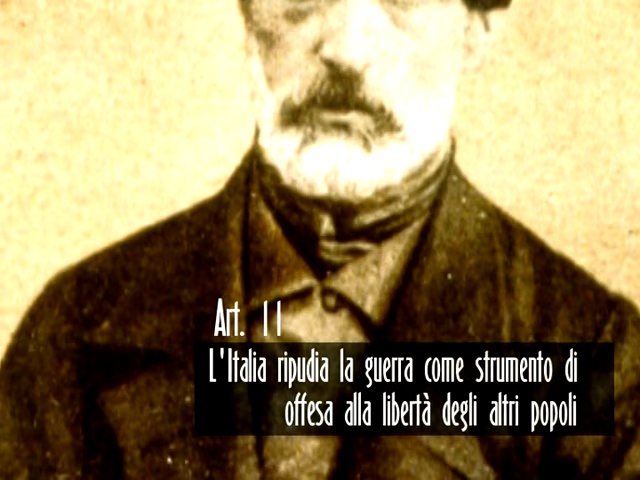 Art. 11
L'Italia ripudia la guerra come strumento di
offesa alla libertà degli altri popoli